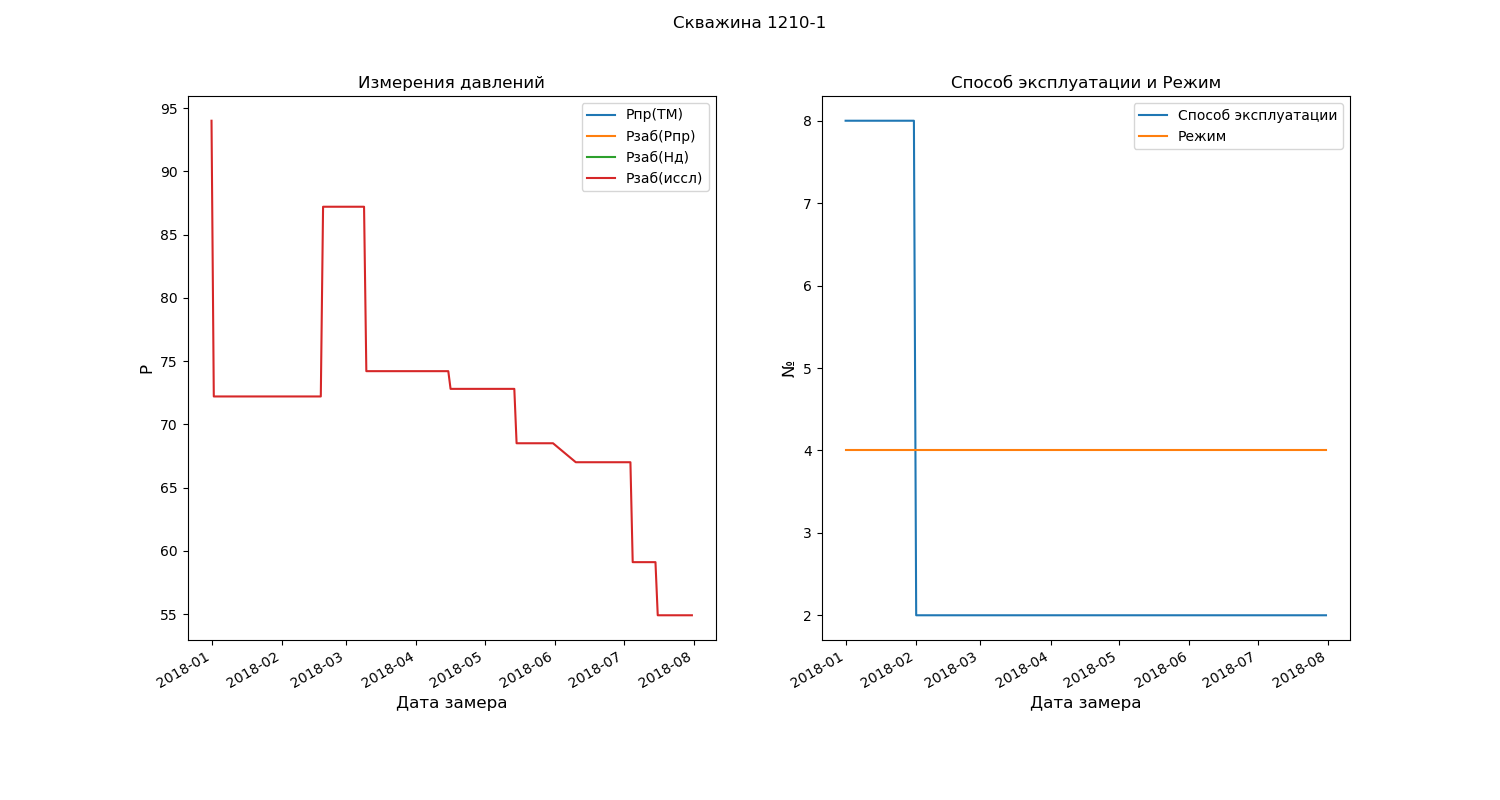 Скважина 1210-1
Измерения давлений
95
90
85
80
75
70
65
60
55
P
Рпр(ТМ)
Рзаб(Рпр)
Рзаб(Нд)
Рзаб(иссл)
2018-01
2018-02
2018-03
2018-04
2018-05
2018-06
2018-07
2018-08
Дата замера
Способ эксплуатации и Режим
8
7
6
5
4
3
2
№
Способ эксплуатации
Режим
2018-01
2018-02
2018-03
2018-04
2018-05
2018-06
2018-07
2018-08
Дата замера